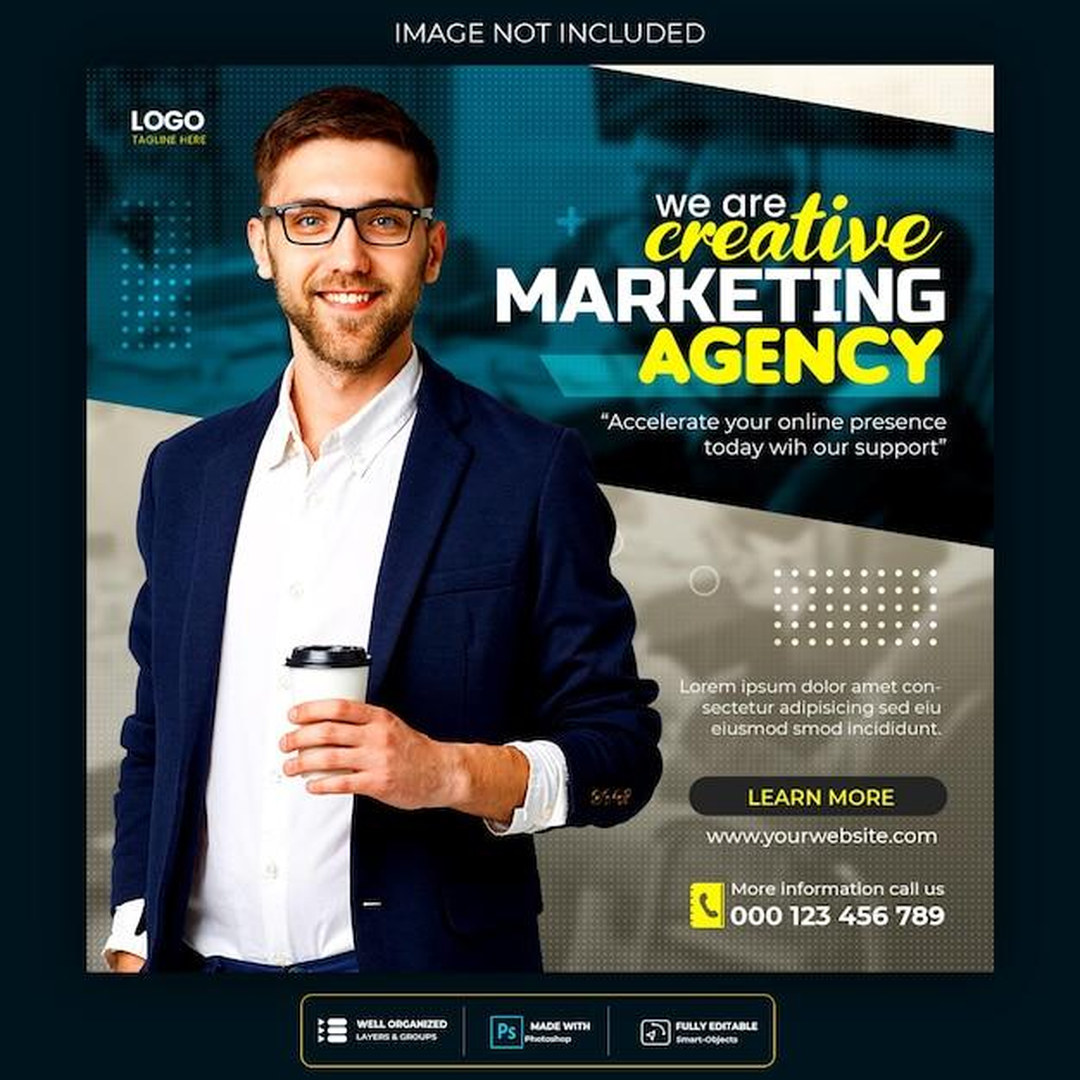 IMAGE NOT INCLUDED
LOGO
TAGLINE HERE
we are
creative
MARKETING
AGENCY
“Accelerate your online presence
today wih our support”
Lorem ipsum dolor amet con-
sectetur adipisicing sed eiu
eiusmod smod incididunt.
LEARN MORE
www.yourwebsite.com
More information call us
000 123 456 789
WELL ORGANIZED
LAYERS & GROUPS
Ps
MADE WITH
Photoshop
FULLY EDITABLE
Smart-Objects